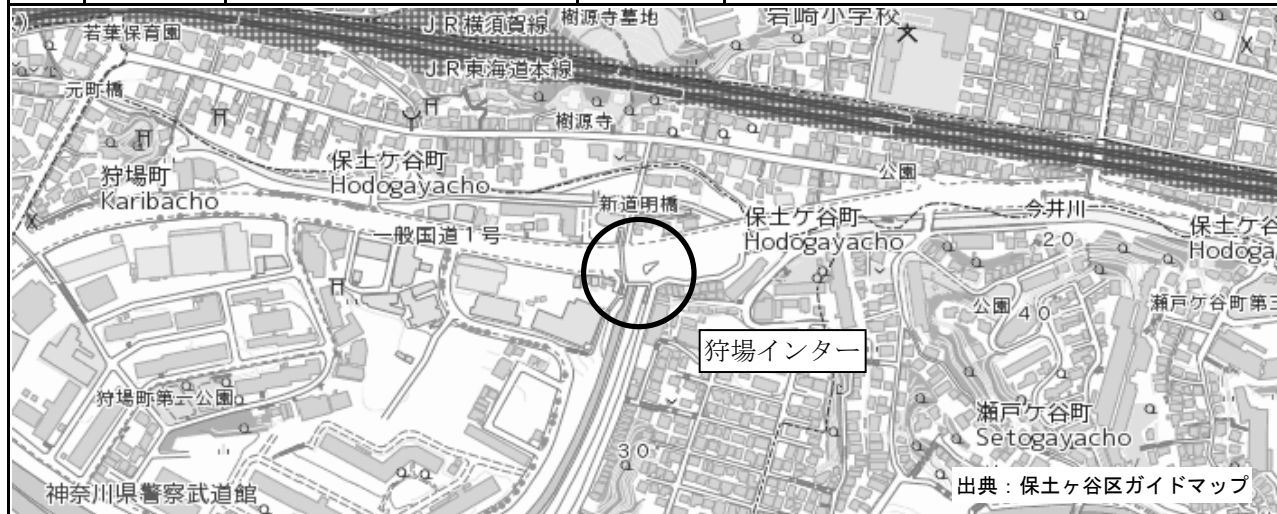 JR横須賀線
樹源寺墓地
岩崎小学校
若葉保育園
JR東海道本線
元町橋
樹源寺
保土ケ谷町
Hodogayacho
狩場町
Karibacho
公園
新道明橋
一般国道1号
保土ケ谷町
Hodogayacho
今井川
20
保土ケ谷
Hodoga
公園
40
瀬戸ケ谷町第三
狩場インター
狩場町第一公園
瀬戸ケ谷町
Setogayacho
30
神奈川県警察武道館
出典：保土ヶ谷区ガイドマップ